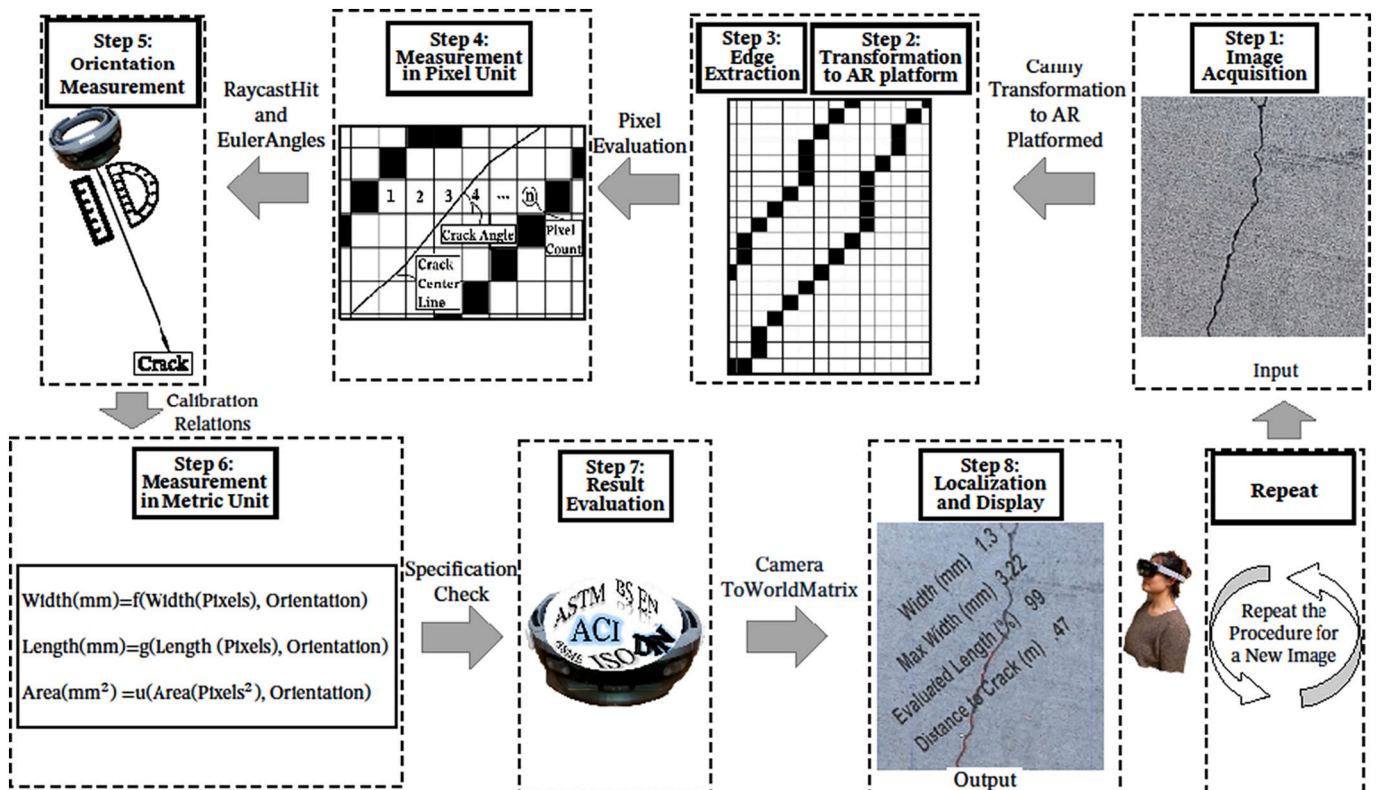 Step 1:
Image
Acquisition
Input
Canny
Transformation
to AR
Platformed
Step 2:
Transformation
to AR platform
Step 3:
Edge
Extraction
Pixel
Evaluation
Step 4:
Measurement
in Pixel Unit
1 2 3 4 ... n
Crack Angle
Pixel
Count
Crack
Center
Line
RaycastHit
and
EulerAngles
Step 5:
Orientation
Measurement
Crack
Calibration
Relations
Step 6:
Measurement
in Metric Unit
Width(mm)=f(Width(Pixels), Orientation)
Length(mm)=g(Length (Pixels), Orientation)
Area(mm²) =u(Area(Pixels²), Orientation)
Specification
Check
Step 7:
Result
Evaluation
ASTM BS EN
ACI
ASME ISO DIN
Camera
ToWorldMatrix
Step 8:
Localization
and Display
Width (mm) 1.3
Max Width (mm) 3.22
Evaluated Length (%) 99
Distance to Crack (m) 47
Output
Repeat
Repeat the
Procedure for
a New Image